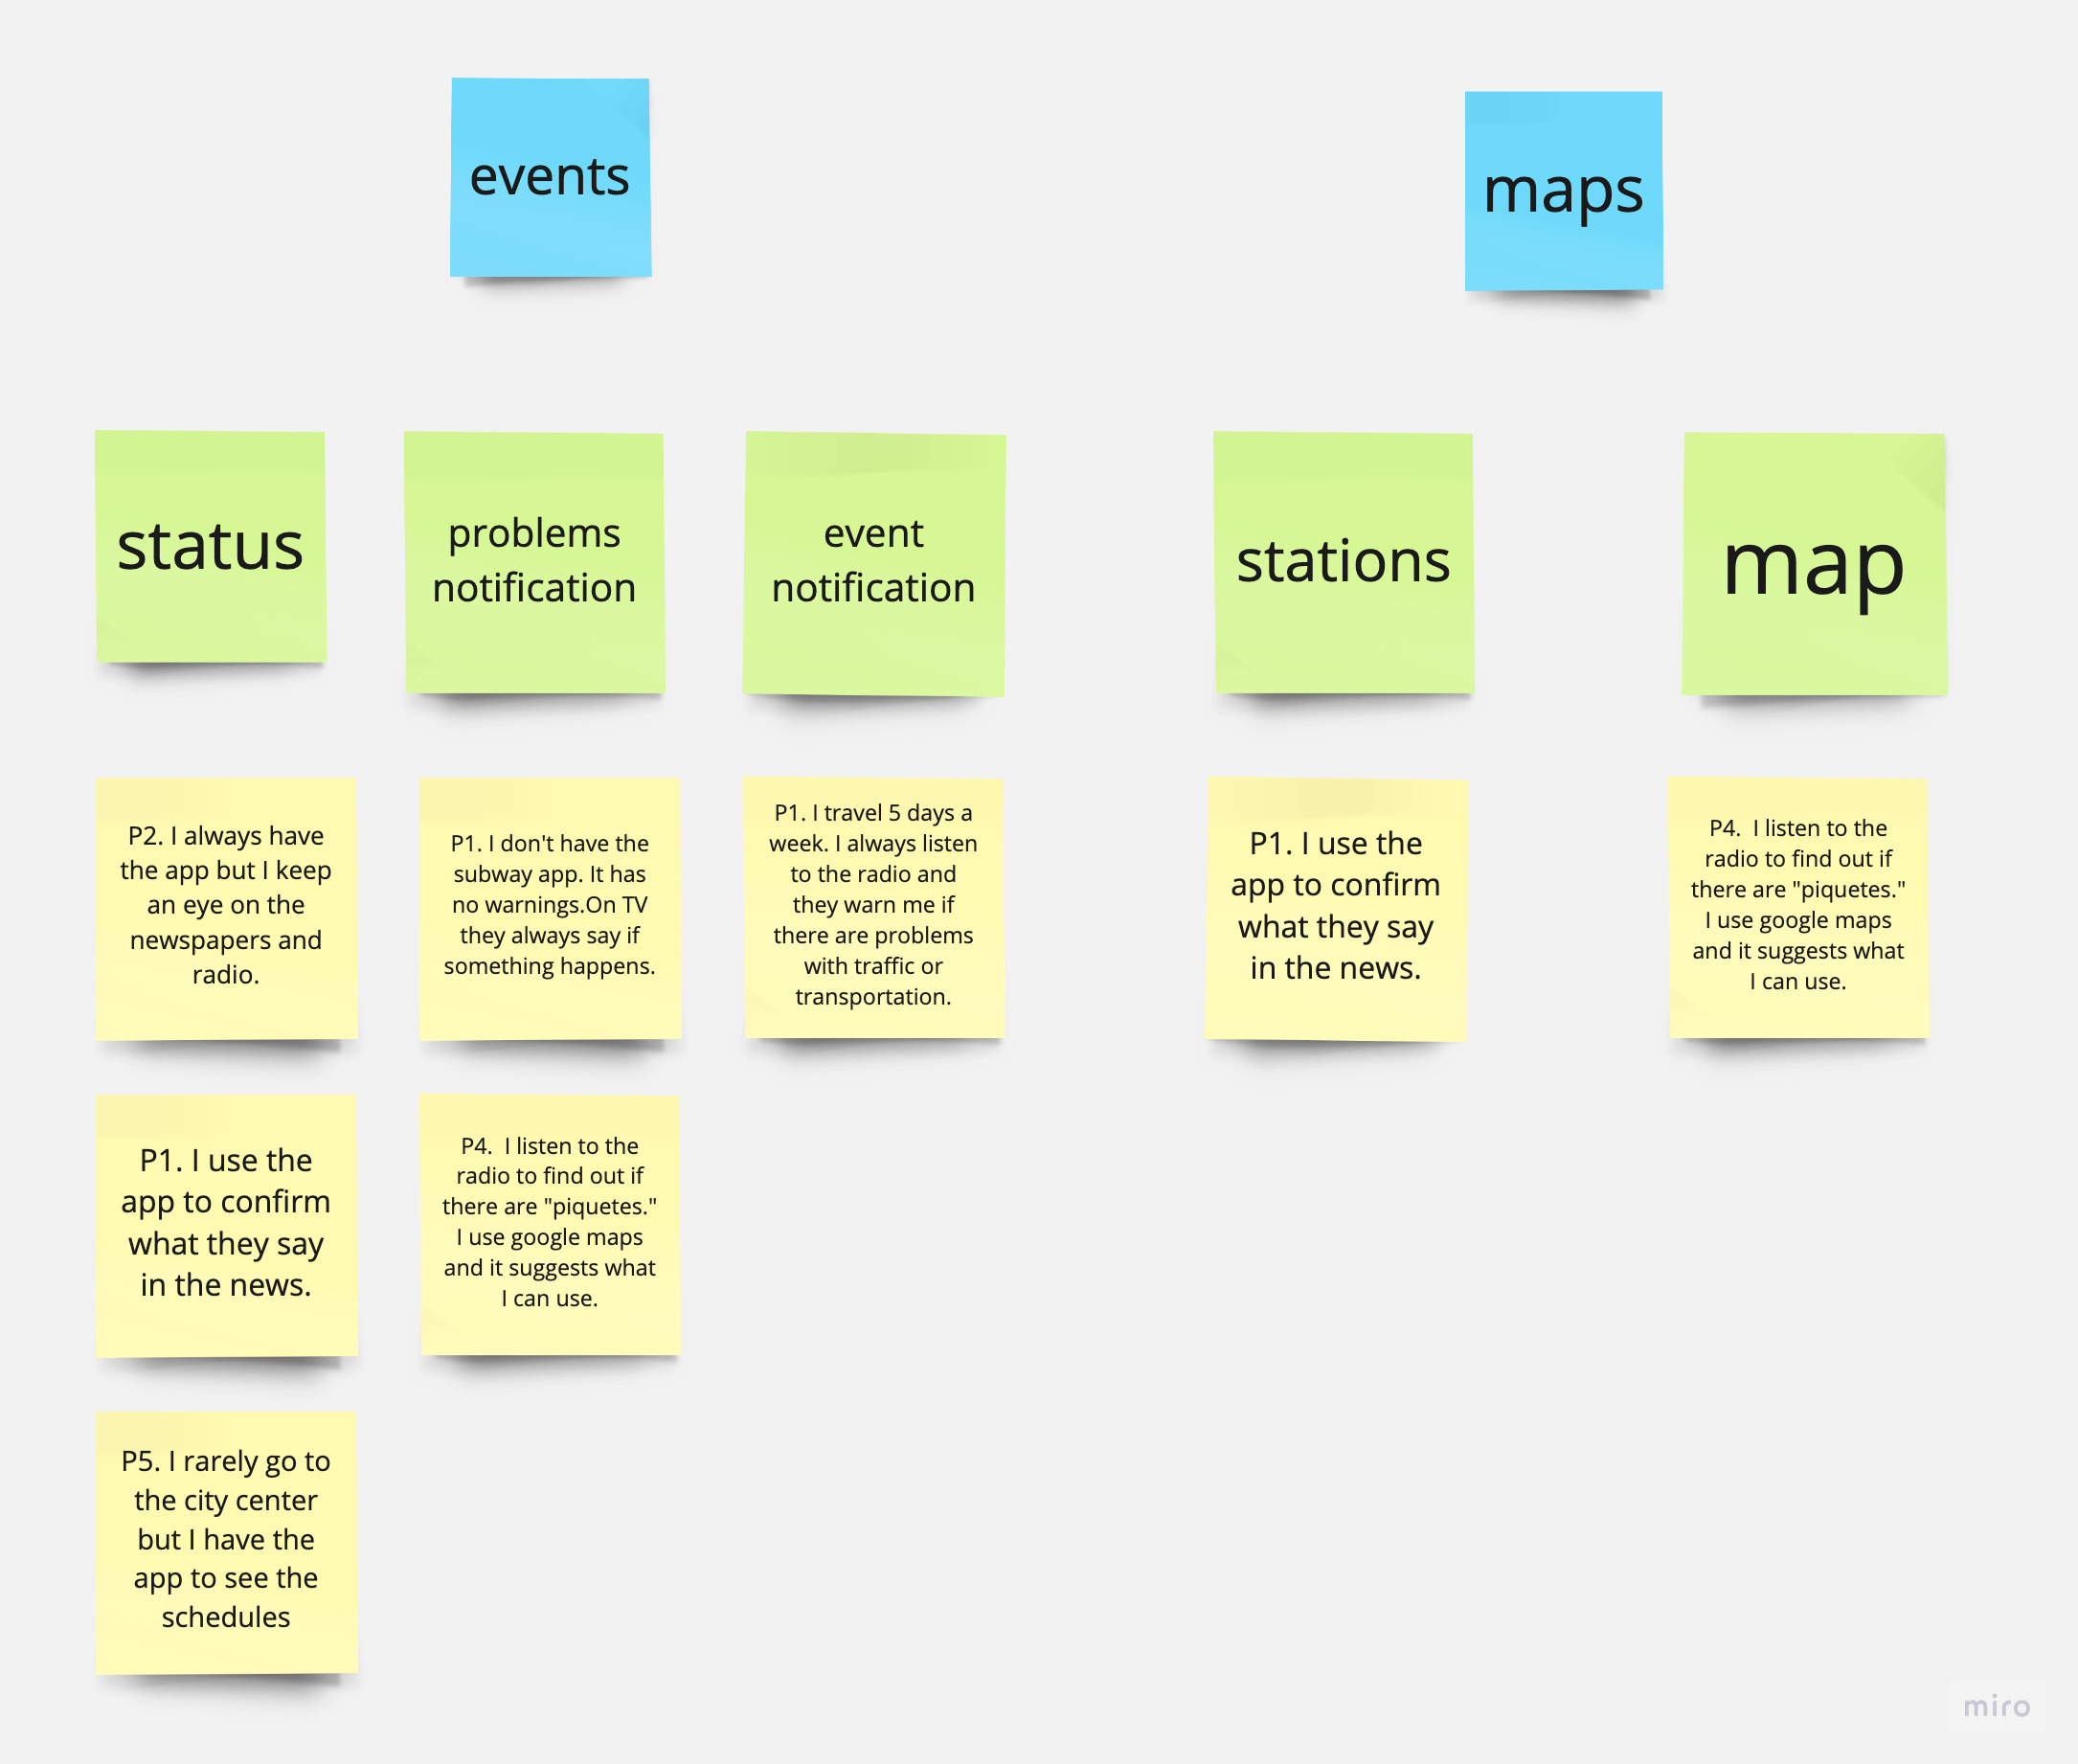 events
maps
status
problems
notification
event
notification
stations
map
P2. I always have
the app but I keep
an eye on the
newspapers and
radio.
P1. I don't have the
subway app. It has
no warnings.On TV
they always say if
something happens.
P1. I travel 5 days a
week. I always listen
to the radio and
they warn me if
there are problems
with traffic or
transportation.
P1. I use the
app to confirm
what they say
in the news.
P4.  I listen to the
radio to find out if
there are "piquetes."
I use google maps
and it suggests what
I can use.
P1. I use the
app to confirm
what they say
in the news.
P4.  I listen to the
radio to find out if
there are "piquetes."
I use google maps
and it suggests what
I can use.
P5. I rarely go to
the city center
but I have the
app to see the
schedules
miro